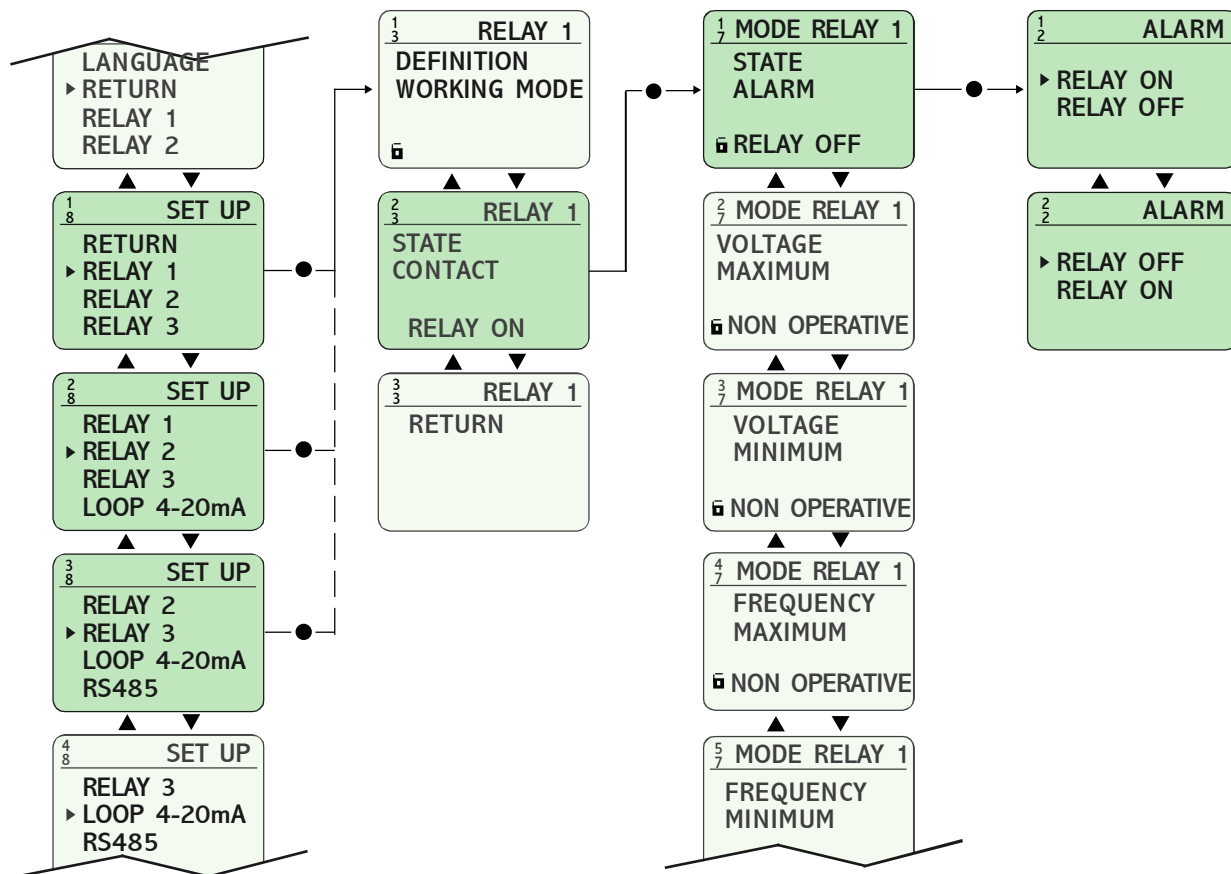 LANGUAGE
RETURN
RELAY 1
RELAY 2
1
8
SET UP
RETURN
RELAY 1
RELAY 2
RELAY 3
2
8
SET UP
RELAY 1
RELAY 2
RELAY 3
LOOP 4-20mA
3
8
SET UP
RELAY 2
RELAY 3
LOOP 4-20mA
RS485
4
8
SET UP
RELAY 3
LOOP 4-20mA
RS485
1
3
RELAY 1
DEFINITION
WORKING MODE
2
3
RELAY 1
STATE
CONTACT
RELAY ON
3
3
RELAY 1
RETURN
1
7
MODE RELAY 1
STATE
ALARM
RELAY OFF
2
7
MODE RELAY 1
VOLTAGE
MAXIMUM
NON OPERATIVE
3
7
MODE RELAY 1
VOLTAGE
MINIMUM
NON OPERATIVE
4
7
MODE RELAY 1
FREQUENCY
MAXIMUM
NON OPERATIVE
5
7
MODE RELAY 1
FREQUENCY
MINIMUM
1
2
ALARM
RELAY ON
RELAY OFF
2
2
ALARM
RELAY OFF
RELAY ON